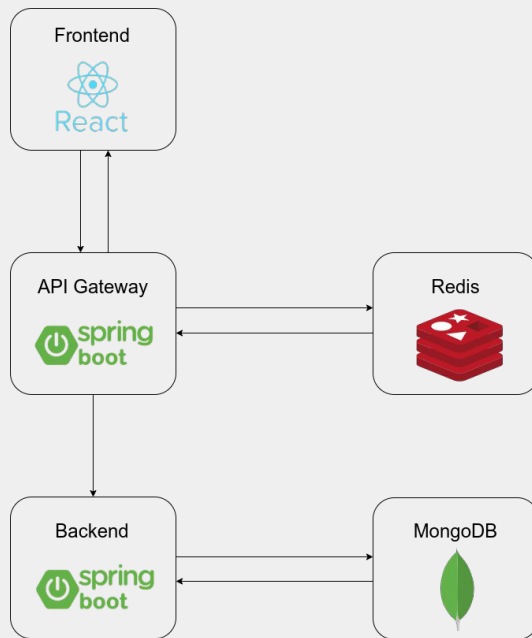 Frontend
React
API Gateway
spring
boot
Redis
Backend
spring
boot
MongoDB